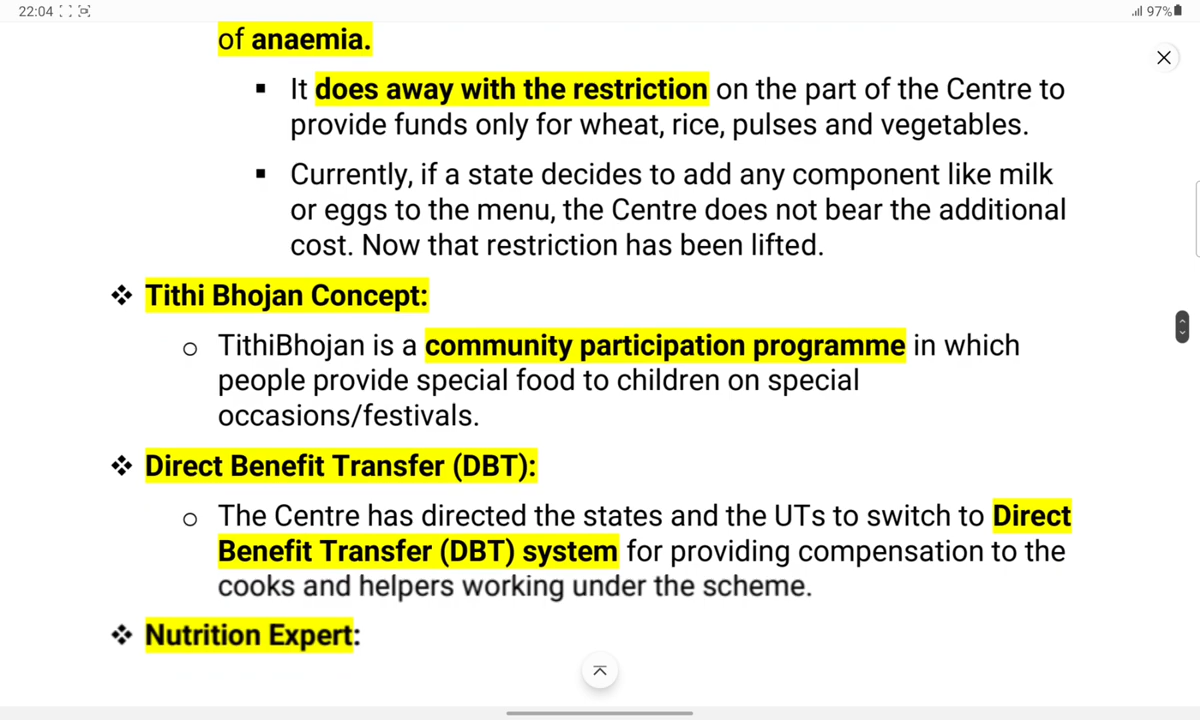 22:04 97%
of anaemia.
▪ It does away with the restriction on the part of the Centre to
provide funds only for wheat, rice, pulses and vegetables.
▪ Currently, if a state decides to add any component like milk
or eggs to the menu, the Centre does not bear the additional
cost. Now that restriction has been lifted.
❖ Tithi Bhojan Concept:
o TithiBhojan is a community participation programme in which
people provide special food to children on special
occasions/festivals.
❖ Direct Benefit Transfer (DBT):
o The Centre has directed the states and the UTs to switch to Direct
Benefit Transfer (DBT) system for providing compensation to the
cooks and helpers working under the scheme.
❖ Nutrition Expert: